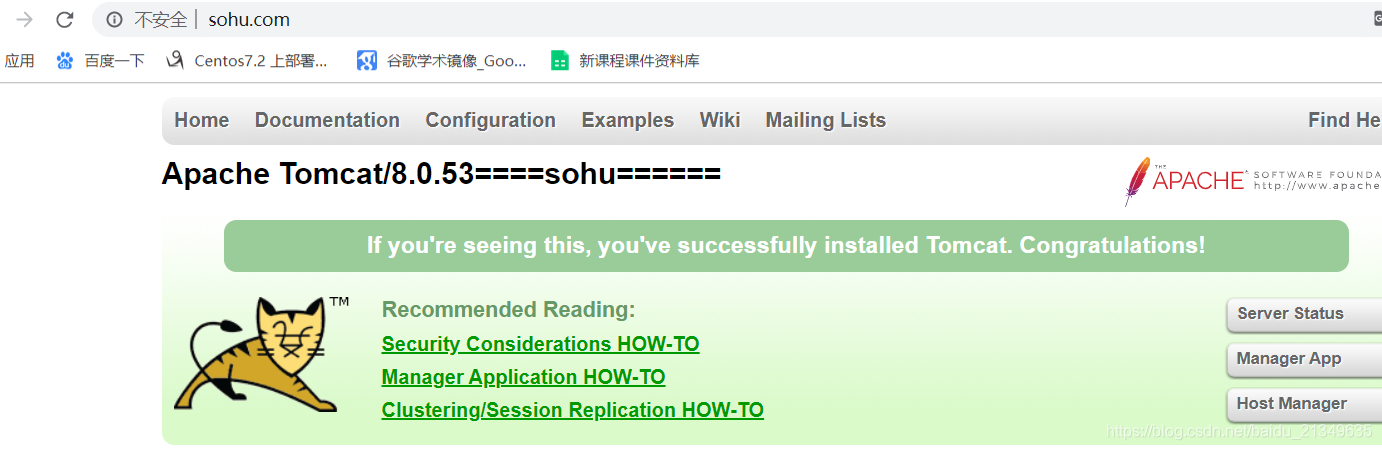 不安全 sohu.com
应用 百度一下 Centos7.2 上部署... 谷歌学术镜像_Goo... 新课程课件资料库
Home Documentation Configuration Examples Wiki Mailing Lists Find He
Apache Tomcat/8.0.53====sohu======
THE APACHE SOFTWARE FOUNDA
http://www.apache
If you're seeing this, you've successfully installed Tomcat. Congratulations!
TM
Recommended Reading:
Security Considerations HOW-TO
Manager Application HOW-TO
Clustering/Session Replication HOW-TO
Server Status
Manager App
Host Manager
https://blog.csdn.net/baidu_21349635